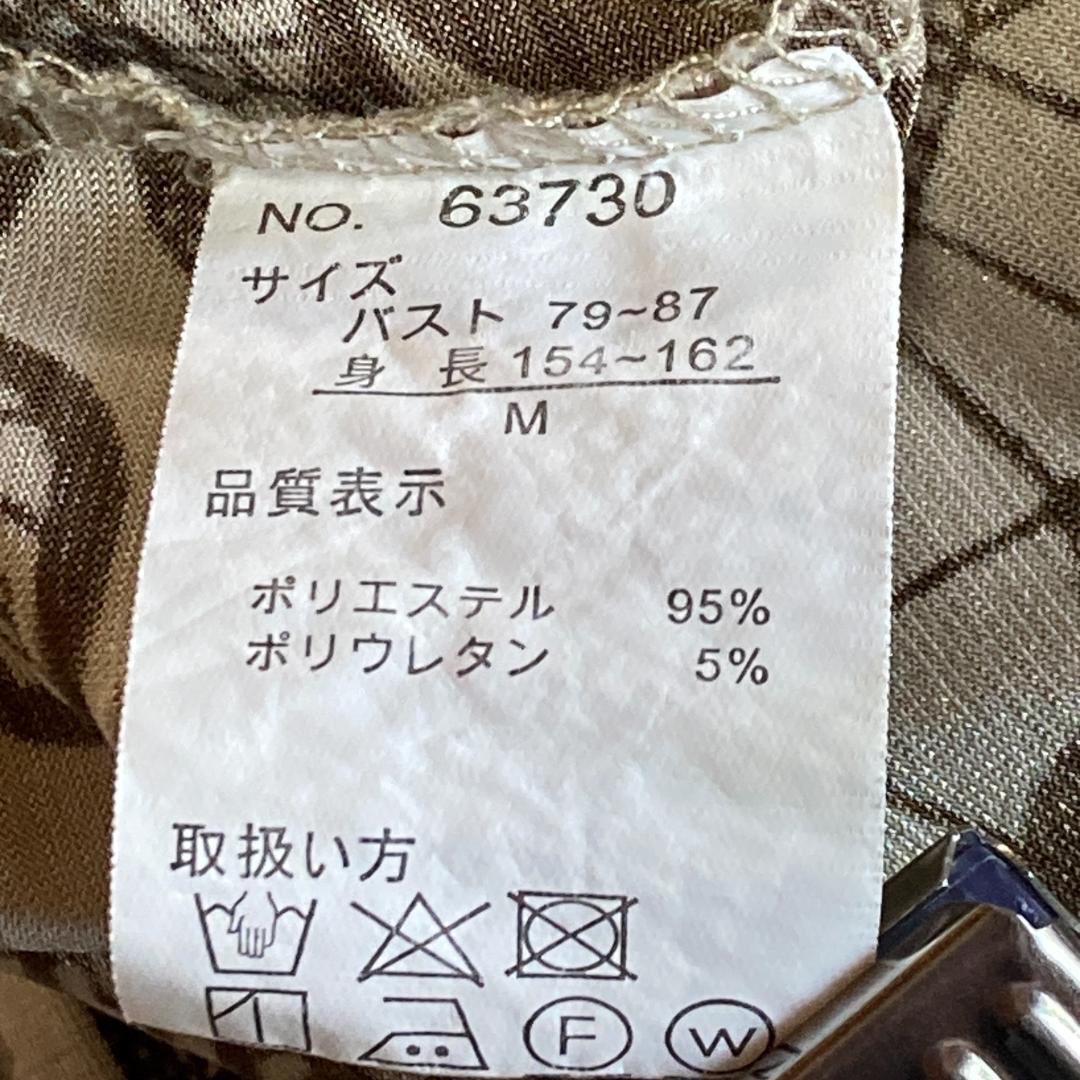 NO. 63730
サイズ
バスト 79~87
身 長 154~162
M
品質表示
ポリエステル 95%
ポリウレタン 5%
取扱い方
F W